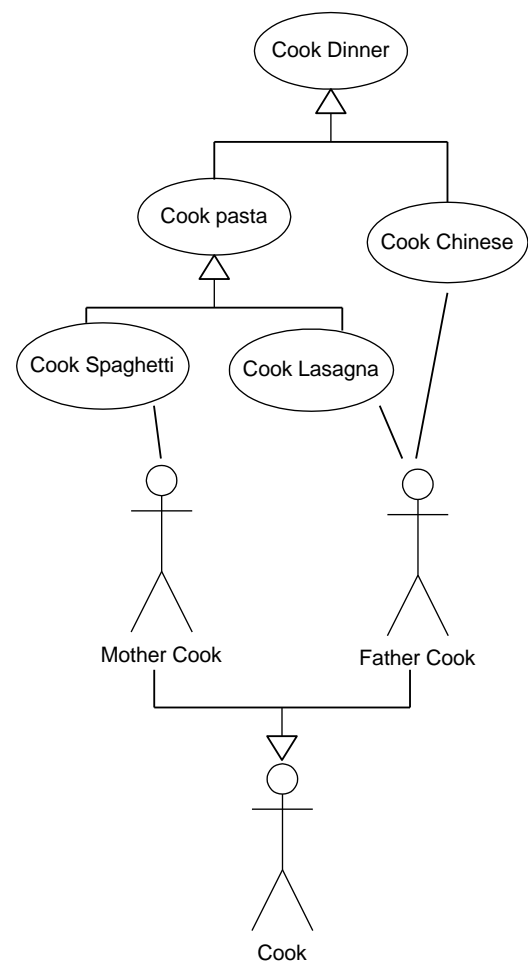 Cook Dinner
Cook pasta
Cook Chinese
Cook Spaghetti
Cook Lasagna
Mother Cook
Father Cook
Cook